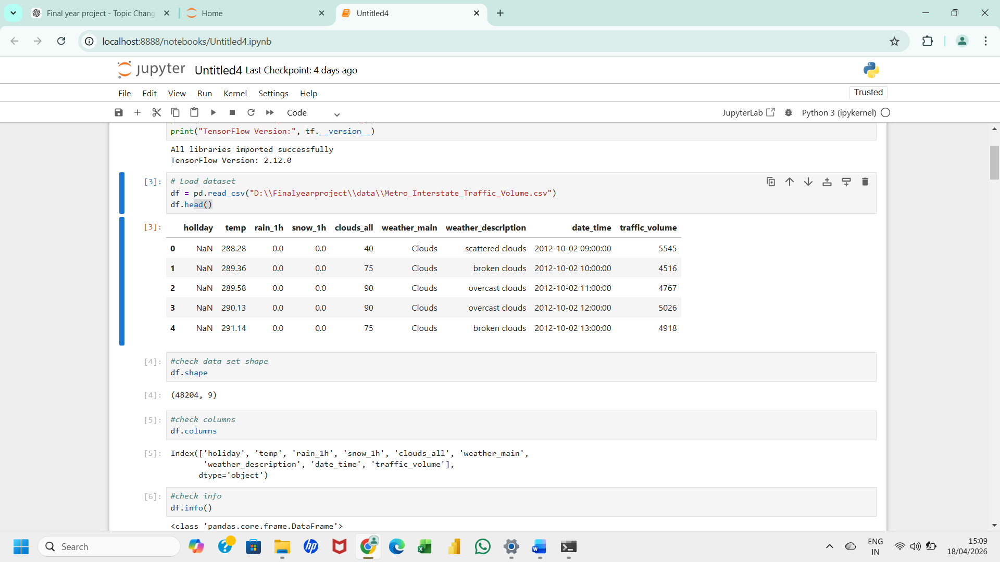 Final year project - Topic Chang
Home
Untitled4
localhost:8888/notebooks/Untitled4.ipynb
jupyter Untitled4 Last Checkpoint: 4 days ago
File Edit View Run Kernel Settings Help
Trusted
Code
JupyterLab
Python 3 (ipykernel)
print("TensorFlow Version:", tf.__version__)
All libraries imported successfully
TensorFlow Version: 2.12.0
[3]: # Load dataset
df = pd.read_csv("D:\\Finalyearproject\\data\\Metro_Interstate_Traffic_Volume.csv")
df.head()
[3]: holiday temp rain_1h snow_1h clouds_all weather_main weather_description date_time traffic_volume
0 NaN 288.28 0.0 0.0 40 Clouds scattered clouds 2012-10-02 09:00:00 5545
1 NaN 289.36 0.0 0.0 75 Clouds broken clouds 2012-10-02 10:00:00 4516
2 NaN 289.58 0.0 0.0 90 Clouds overcast clouds 2012-10-02 11:00:00 4767
3 NaN 290.13 0.0 0.0 90 Clouds overcast clouds 2012-10-02 12:00:00 5026
4 NaN 291.14 0.0 0.0 75 Clouds broken clouds 2012-10-02 13:00:00 4918
[4]: #check data set shape
df.shape
[4]: (48204, 9)
[5]: #check columns
df.columns
[5]: Index(['holiday', 'temp', 'rain_1h', 'snow_1h', 'clouds_all', 'weather_main',
'weather_description', 'date_time', 'traffic_volume'],
dtype='object')
[6]: #check info
df.info()
<class 'pandas.core.frame.DataFrame'>
Search
ENG
IN
15:09
18/04/2026